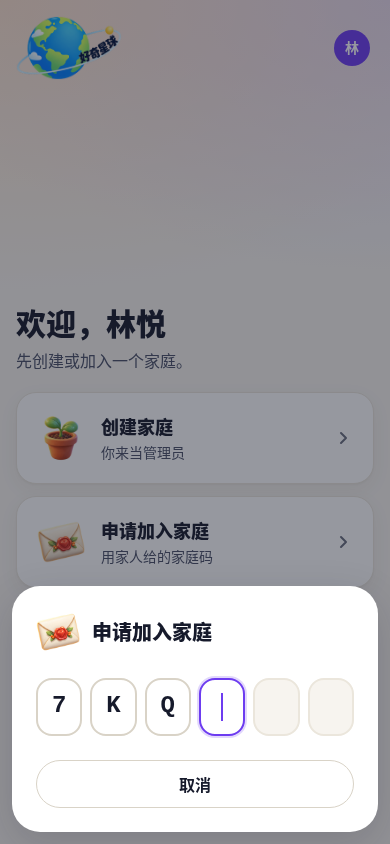 好奇星球
林
欢迎，林悦
先创建或加入一个家庭。
创建家庭
你来当管理员
申请加入家庭
用家人给的家庭码
申请加入家庭
7 K Q
取消